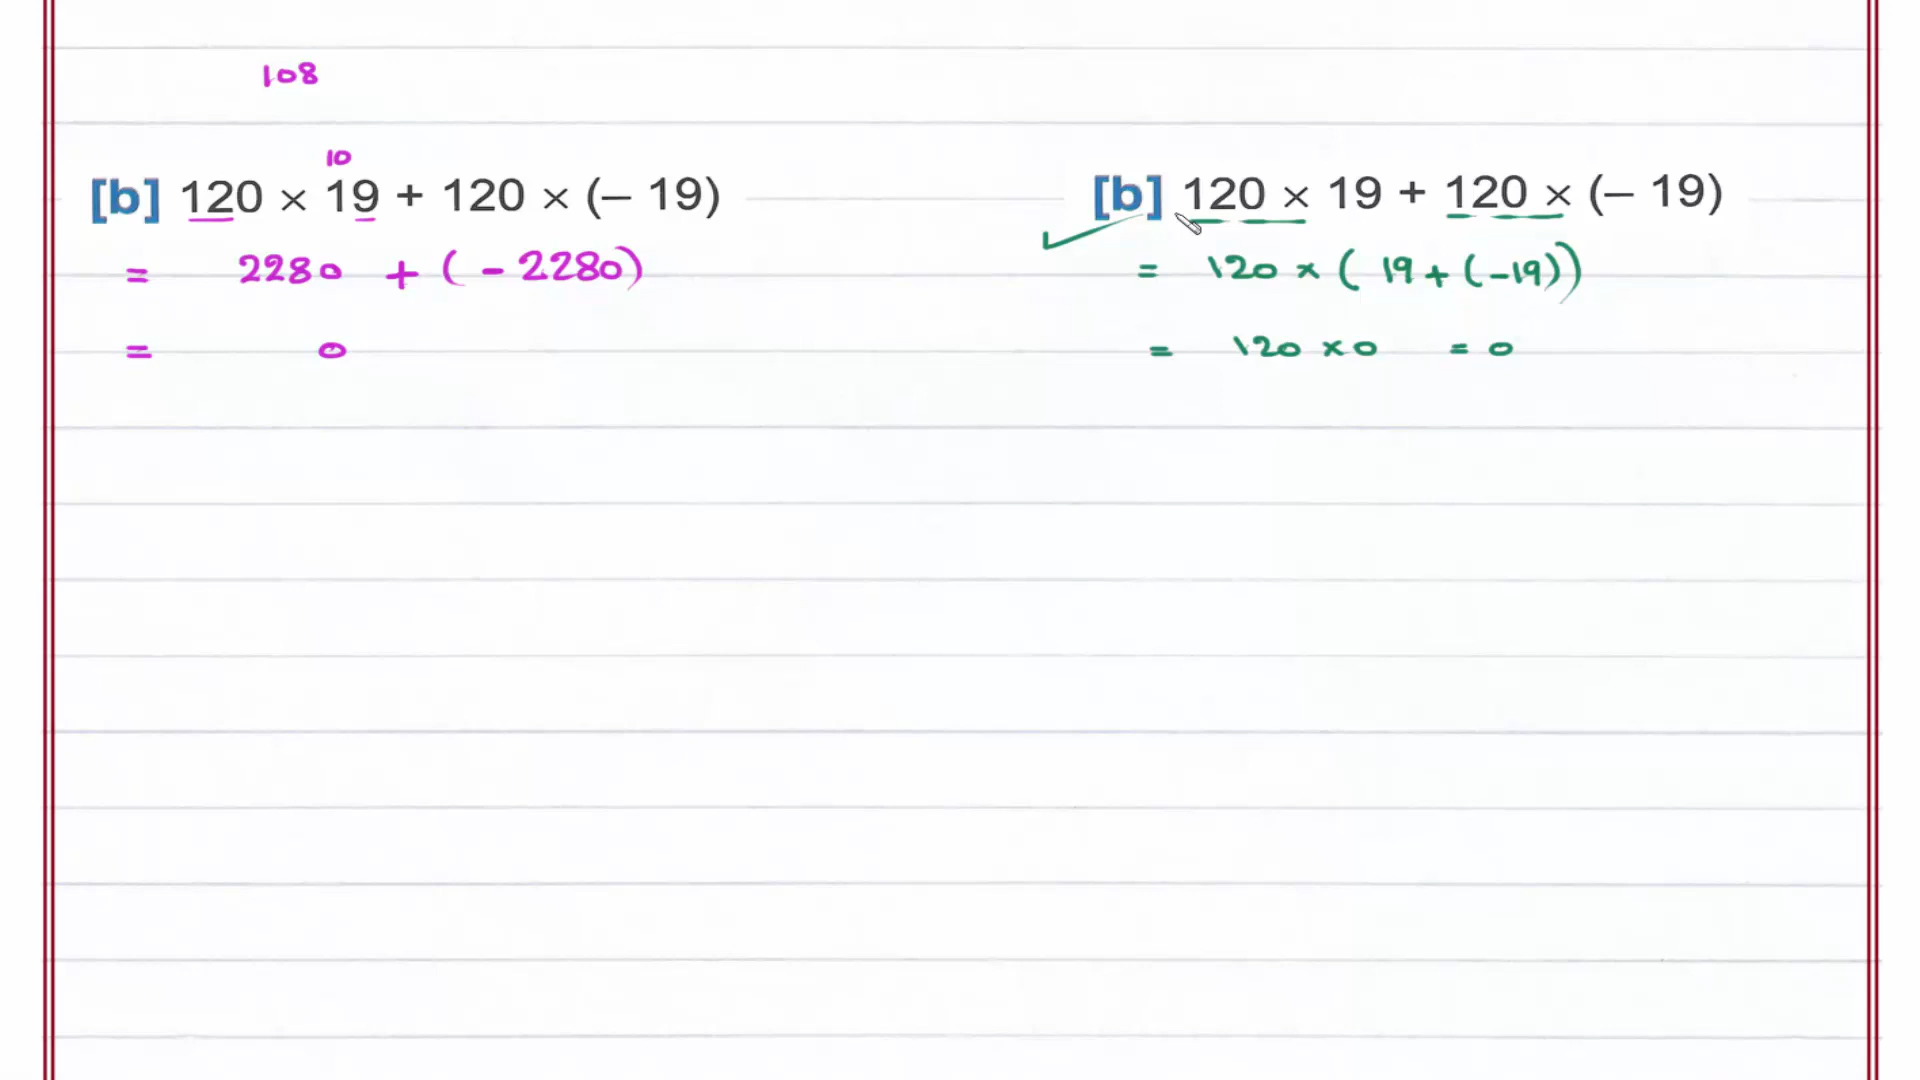 108
10
[b] 120 × 19 + 120 × (– 19)
= 2280 + ( - 2280)
= 0
[b] 120 × 19 + 120 × (– 19)
= 120 × ( 19 + (-19))
= 120 × 0 = 0